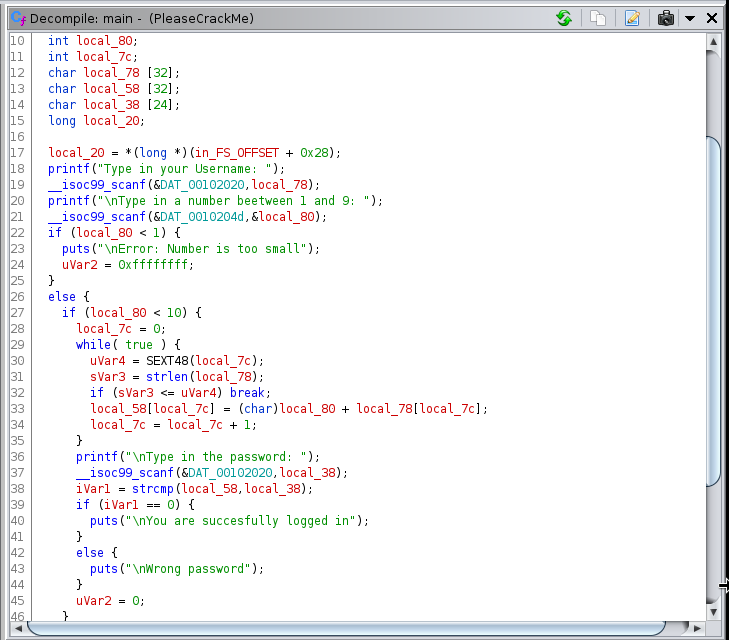 Decompile: main - (PleaseCrackMe)
10 int local_80;
11 int local_7c;
12 char local_78 [32];
13 char local_58 [32];
14 char local_38 [24];
15 long local_20;
16
17 local_20 = *(long *)(in_FS_OFFSET + 0x28);
18 printf("Type in your Username: ");
19 __isoc99_scanf(&DAT_00102020,local_78);
20 printf("\nType in a number beetween 1 and 9: ");
21 __isoc99_scanf(&DAT_0010204d,&local_80);
22 if (local_80 < 1) {
23 puts("\nError: Number is too small");
24 uVar2 = 0xffffffff;
25 }
26 else {
27 if (local_80 < 10) {
28 local_7c = 0;
29 while( true ) {
30 uVar4 = SEXT48(local_7c);
31 sVar3 = strlen(local_78);
32 if (sVar3 <= uVar4) break;
33 local_58[local_7c] = (char)local_80 + local_78[local_7c];
34 local_7c = local_7c + 1;
35 }
36 printf("\nType in the password: ");
37 __isoc99_scanf(&DAT_00102020,local_38);
38 iVar1 = strcmp(local_58,local_38);
39 if (iVar1 == 0) {
40 puts("\nYou are succesfully logged in");
41 }
42 else {
43 puts("\nWrong password");
44 }
45 uVar2 = 0;
46 }